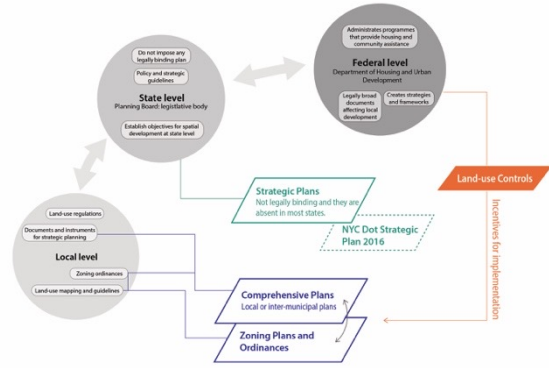 Administrates programmes
that provide housing and
community assistance
Federal level
Department of Housing and Urban
Development
Legally broad
documents
affecting local
development
Creates strategies
and frameworks
Do not impose any
legally binding plan
Policy and strategic
guidelines
State level
Planning Board: legistlative body
Establish objectives for spatial
development at state level
Land-use Controls
Incentives for implementation
Strategic Plans
Not legally binding and they are
absent in most states.
NYC Dot Strategic
Plan 2016
Land-use regulations
Documents and instruments
for strategic planning
Local level
Zoning ordinances
Land-use mapping and guidelines
Comprehensive Plans
Local or inter-municipal plans
Zoning Plans and
Ordinances